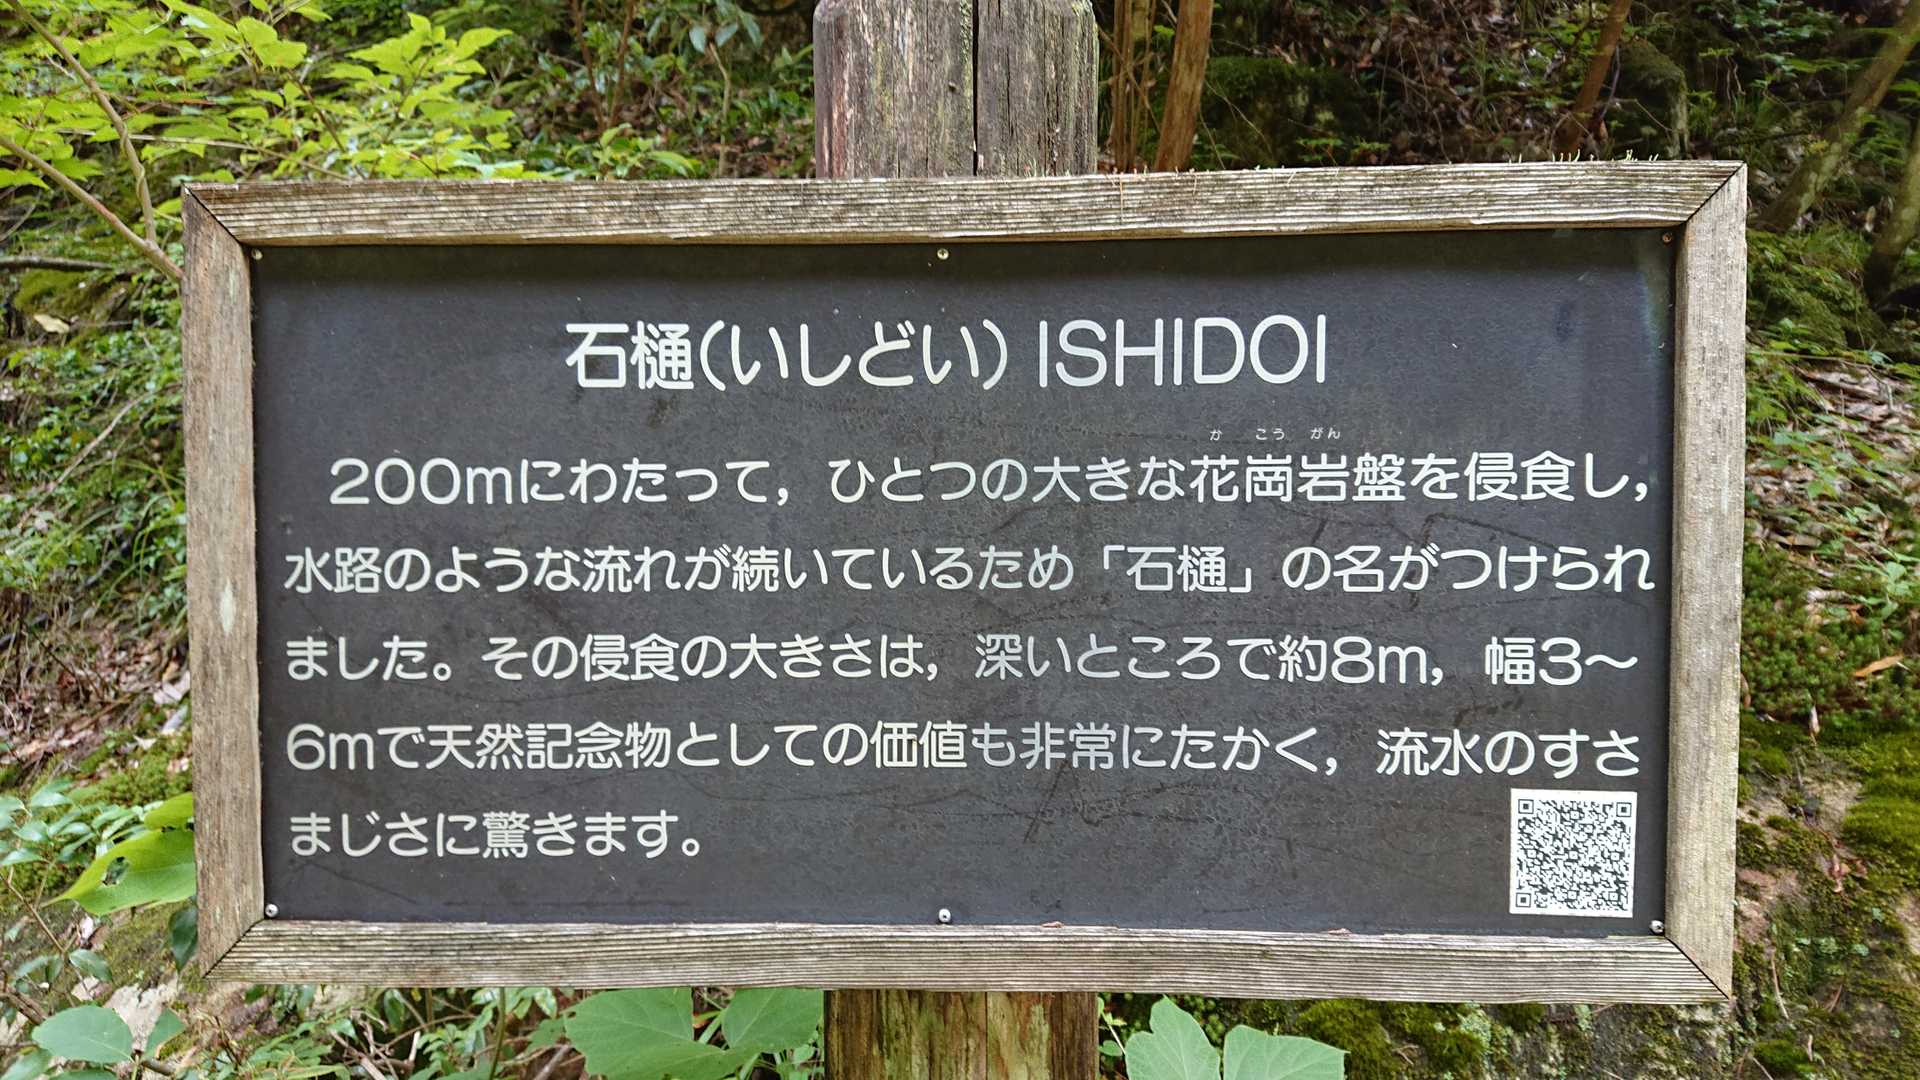 石樋（いしどい）ISHIDOI
か こう がん
200mにわたって，ひとつの大きな花崗岩盤を侵食し，
水路のような流れが続いているため「石樋」の名がつけられ
ました。その侵食の大きさは，深いところで約8m，幅3～
6mで天然記念物としての価値も非常にたかく，流水のすさ
まじさに驚きます。